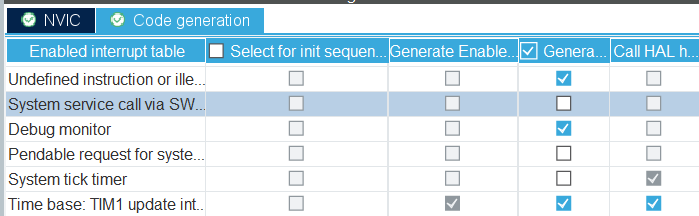 NVIC
Code generation
Enabled interrupt table
Select for init sequen...
Generate Enable...
Genera...
Call HAL h...
Undefined instruction or ille...
System service call via SW...
Debug monitor
Pendable request for syste...
System tick timer
Time base: TIM1 update int...